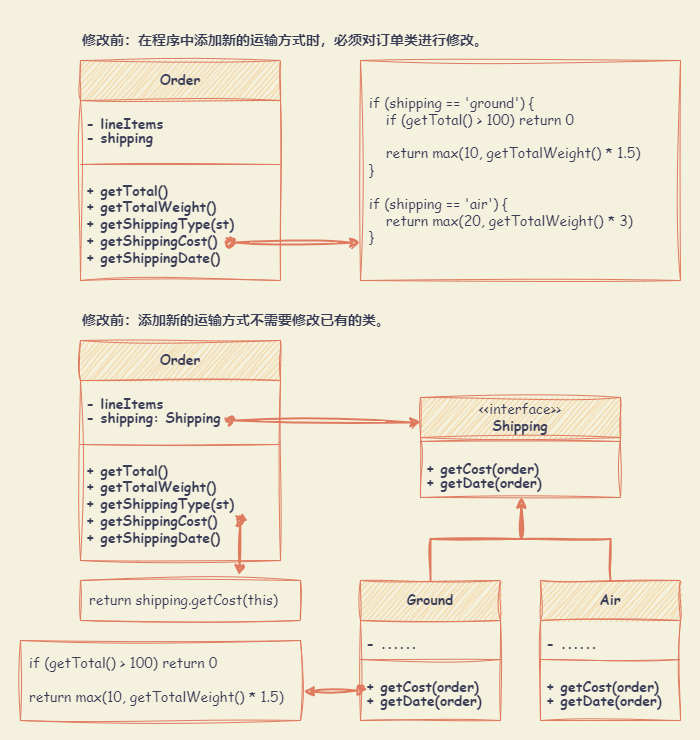 修改前：在程序中添加新的运输方式时，必须对订单类进行修改。
Order
- lineItems
- shipping
+ getTotal()
+ getTotalWeight()
+ getShippingType(st)
+ getShippingCost()
+ getShippingDate()
if (shipping == 'ground') {
if (getTotal() > 100) return 0
return max(10, getTotalWeight() * 1.5)
}
if (shipping == 'air') {
return max(20, getTotalWeight() * 3)
}
修改前：添加新的运输方式不需要修改已有的类。
Order
- lineItems
- shipping: Shipping
+ getTotal()
+ getTotalWeight()
+ getShippingType(st)
+ getShippingCost()
+ getShippingDate()
<<interface>>
Shipping
+ getCost(order)
+ getDate(order)
return shipping.getCost(this)
if (getTotal() > 100) return 0
return max(10, getTotalWeight() * 1.5)
Ground
- ......
+ getCost(order)
+ getDate(order)
Air
- ......
+ getCost(order)
+ getDate(order)